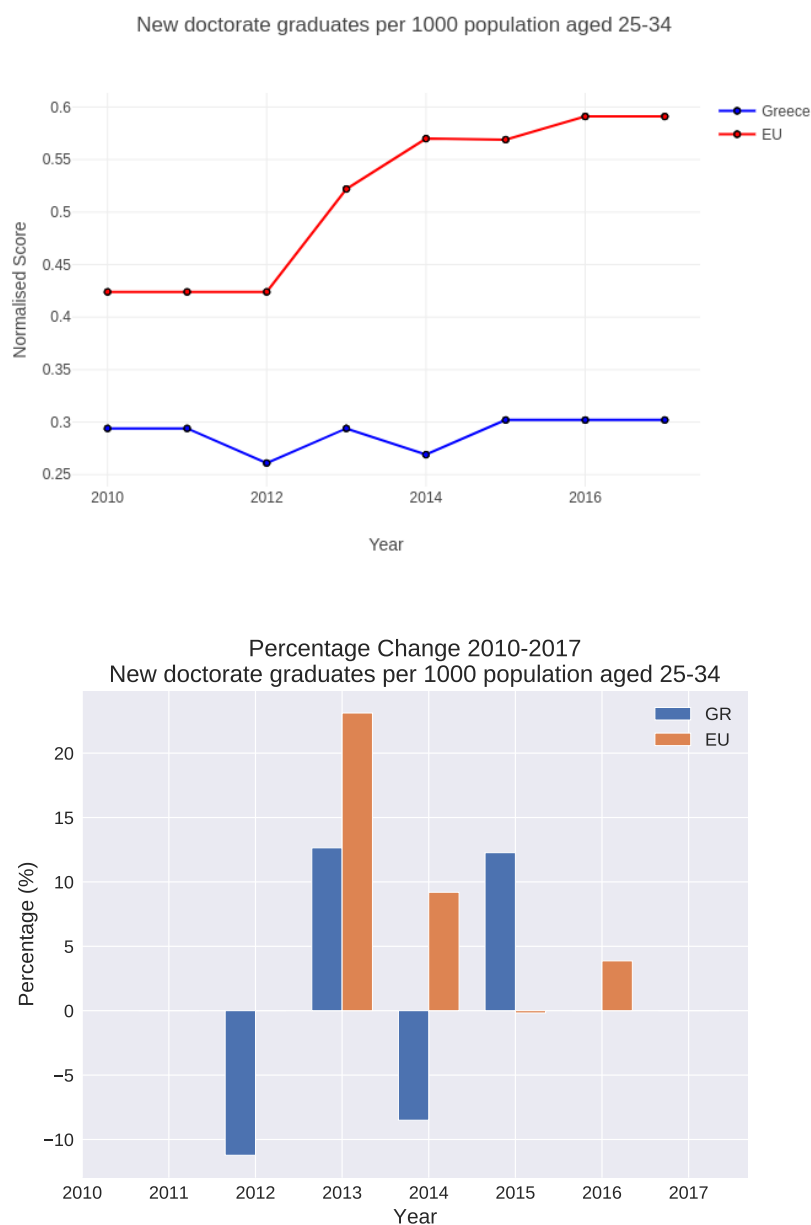 New doctorate graduates per 1000 population aged 25-34
0.6
0.55
0.5
0.45
0.4
0.35
0.3
0.25
Normalised Score
Greece
EU
2010
2012
2014
2016
Year
Percentage Change 2010-2017
New doctorate graduates per 1000 population aged 25-34
GR
EU
20
15
10
5
0
−5
−10
Percentage (%)
2010
2011
2012
2013
2014
2015
2016
2017
Year